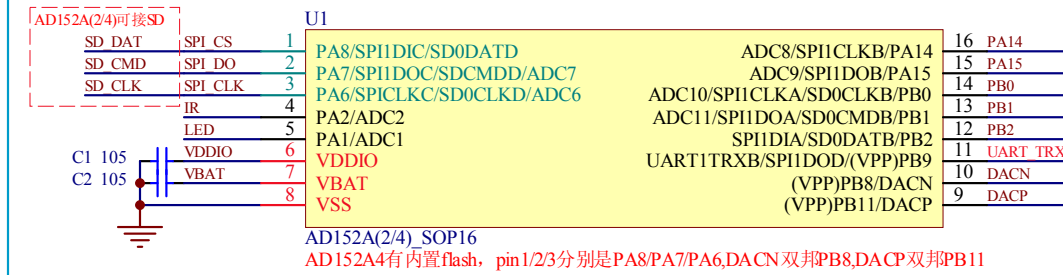 AD152A(2/4)可接SD
U1
SD_DAT SPI_CS 1 PA8/SPI1DIC/SD0DATD ADC8/SPI1CLKB/PA14 16 PA14
SD_CMD SPI_DO 2 PA7/SPI1DOC/SDCMDD/ADC7 ADC9/SPI1DOB/PA15 15 PA15
SD_CLK SPI_CLK 3 PA6/SPICLKC/SD0CLKD/ADC6 ADC10/SPI1CLKA/SD0CLKB/PB0 14 PB0
IR 4 PA2/ADC2 ADC11/SPI1DOA/SD0CMDB/PB1 13 PB1
LED 5 PA1/ADC1 SPI1DIA/SD0DATB/PB2 12 PB2
C1 105 VDDIO 6 VDDIO UART1TRXB/SPI1DOD/(VPP)PB9 11 UART_TRX
C2 105 VBAT 7 VBAT (VPP)PB8/DACN 10 DACN
8 VSS (VPP)PB11/DACP 9 DACP
AD152A(2/4)_SOP16
AD152A4有内置flash，pin1/2/3分别是PA8/PA7/PA6,DACN双邦PB8,DACP双邦PB11